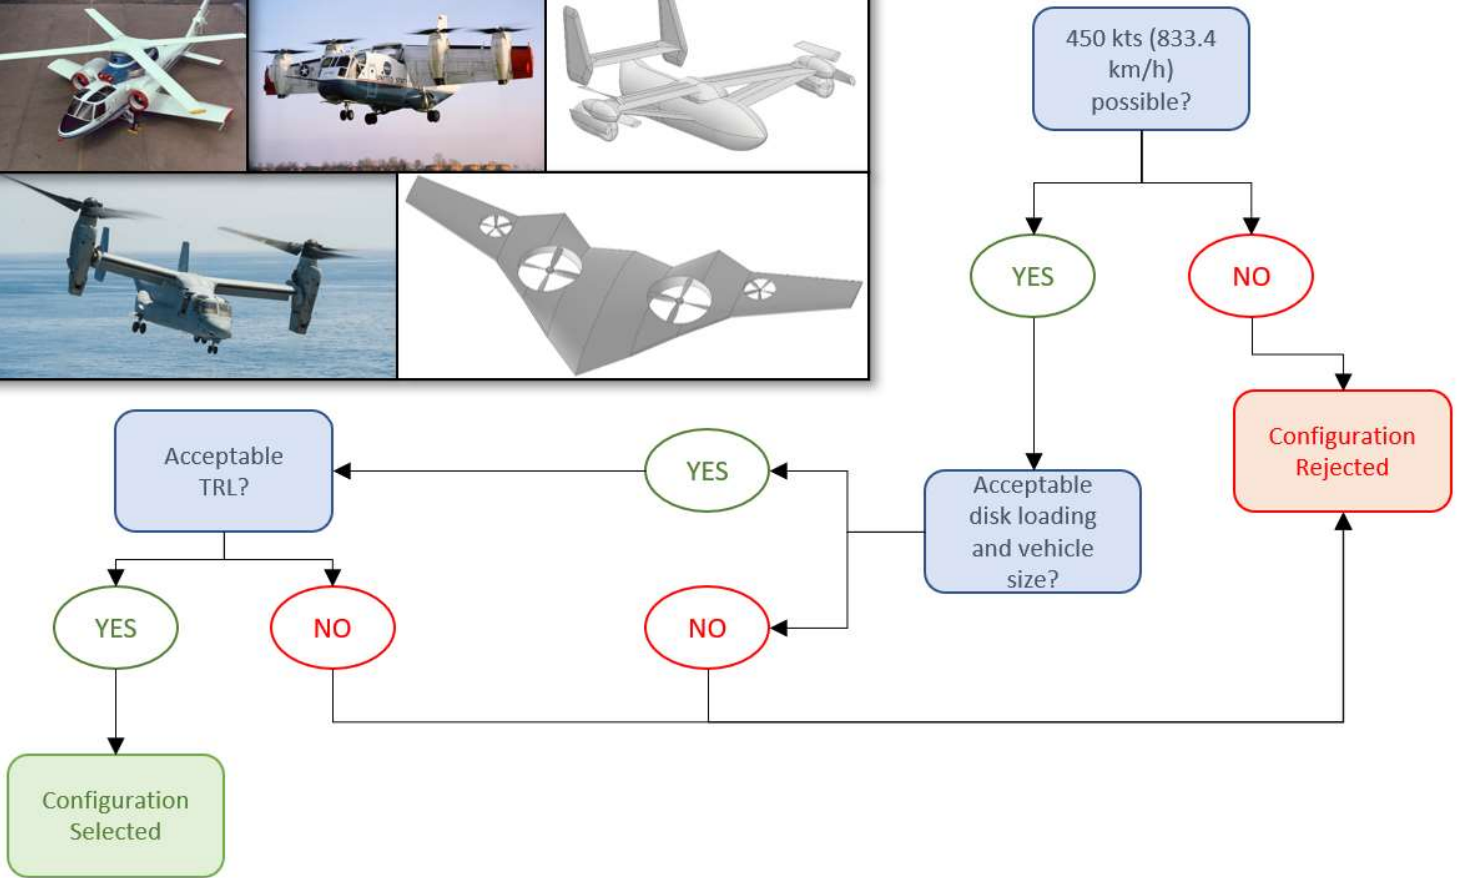 450 kts (833.4
km/h)
possible?
YES
NO
Configuration
Rejected
Acceptable
disk loading
and vehicle
size?
YES
NO
Acceptable
TRL?
YES
NO
Configuration
Selected